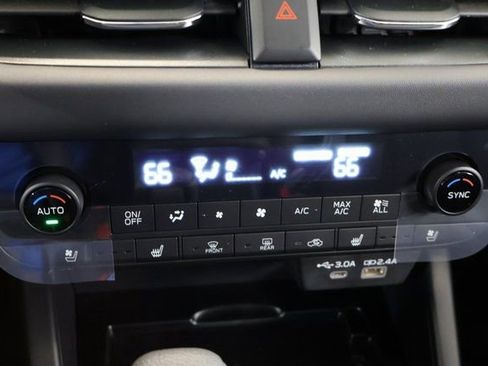 66 A/C 66
AUTO
SYNC
ON/OFF A/C MAX A/C ALL
FRONT REAR
3.0A 2.4A